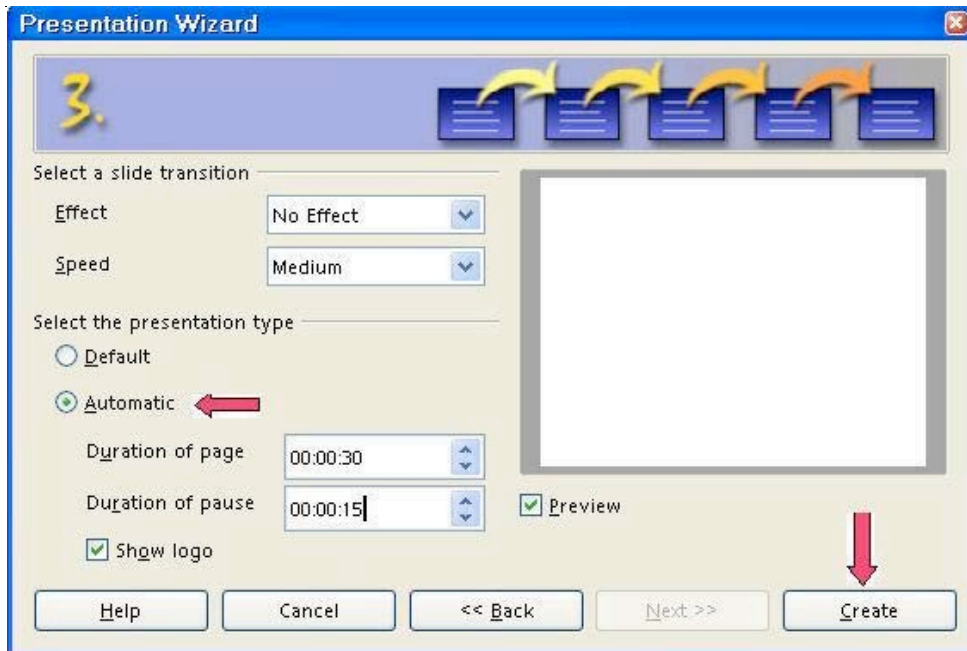 Presentation Wizard
3.
Select a slide transition
Effect No Effect
Speed Medium
Select the presentation type
Default
Automatic
Duration of page 00:00:30
Duration of pause 00:00:15
Preview
Show logo
Help Cancel << Back Next >> Create